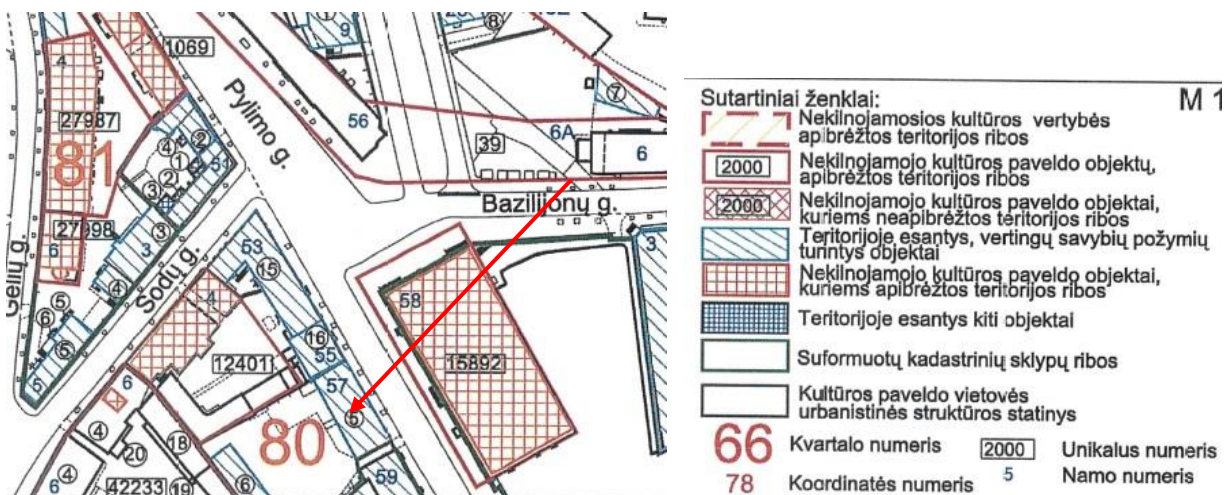 1069
9
8
4
Pylimo g.
27987
56
7
81
4
2
1
51
39
6A
6
2
3
Bazilijonų g.
27998
3
3
53
3
6
Gėlių g.
Sodų g.
4
15
5
6
4
58
5
16
55
12401
57
15892
5
5
6
80
4
18
20
4
6
59
6
42233
19
Sutartiniai ženklai:
M 1
Nekilnojamosios kultūros vertybės
apibrėžtos teritorijos ribos
2000
Nekilnojamojo kultūros paveldo objektų,
apibrėžtos teritorijos ribos
2000
Nekilnojamojo kultūros paveldo objektai,
kuriems neapibrėžtos teritorijos ribos
Teritorijoje esantys, vertingų savybių požymių
turintys objektai
Nekilnojamojo kultūros paveldo objektai,
kuriems apibrėžtos teritorijos ribos
Teritorijoje esantys kiti objektai
Suformuotų kadastrinių sklypų ribos
Kultūros paveldo vietovės
urbanistinės struktūros statinys
66 Kvartalo numeris
2000 Unikalus numeris
78 Koordinatės numeris
5 Namo numeris